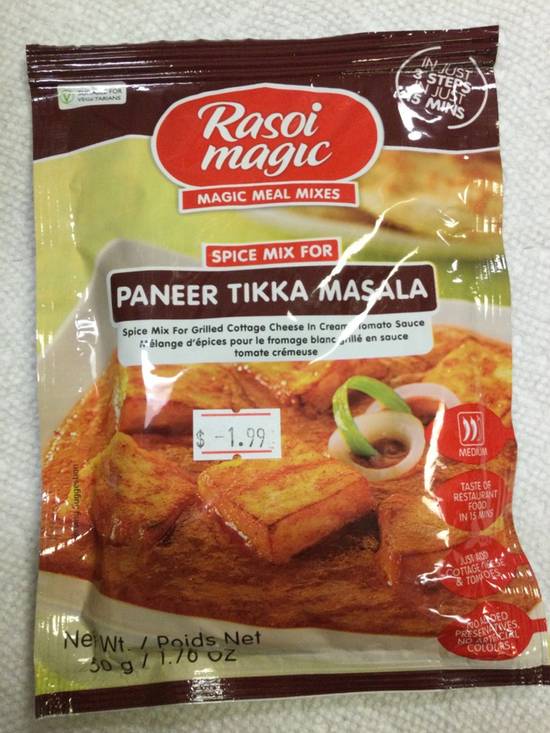 SUITABLE FOR
VEGETARIANS
IN JUST
3 STEPS
IN JUST
15 MINS
Rasoi
magic
MAGIC MEAL MIXES
SPICE MIX FOR
PANEER TIKKA MASALA
Spice Mix For Grilled Cottage Cheese In Creamy Tomato Sauce
Mélange d'épices pour le fromage blanc grillé en sauce
tomate crémeuse
$ -1.99
MEDIUM
TASTE OF
RESTAURANT
FOOD
IN 15 MINS
JUST ADD
COTTAGE CHEESE
& TOMATOES
NO ADDED
PRESERVATIVES,
NO ARTIFICIAL
COLOURS
Suggestion
Net Wt. / Poids Net
50 g / 1.76 OZ